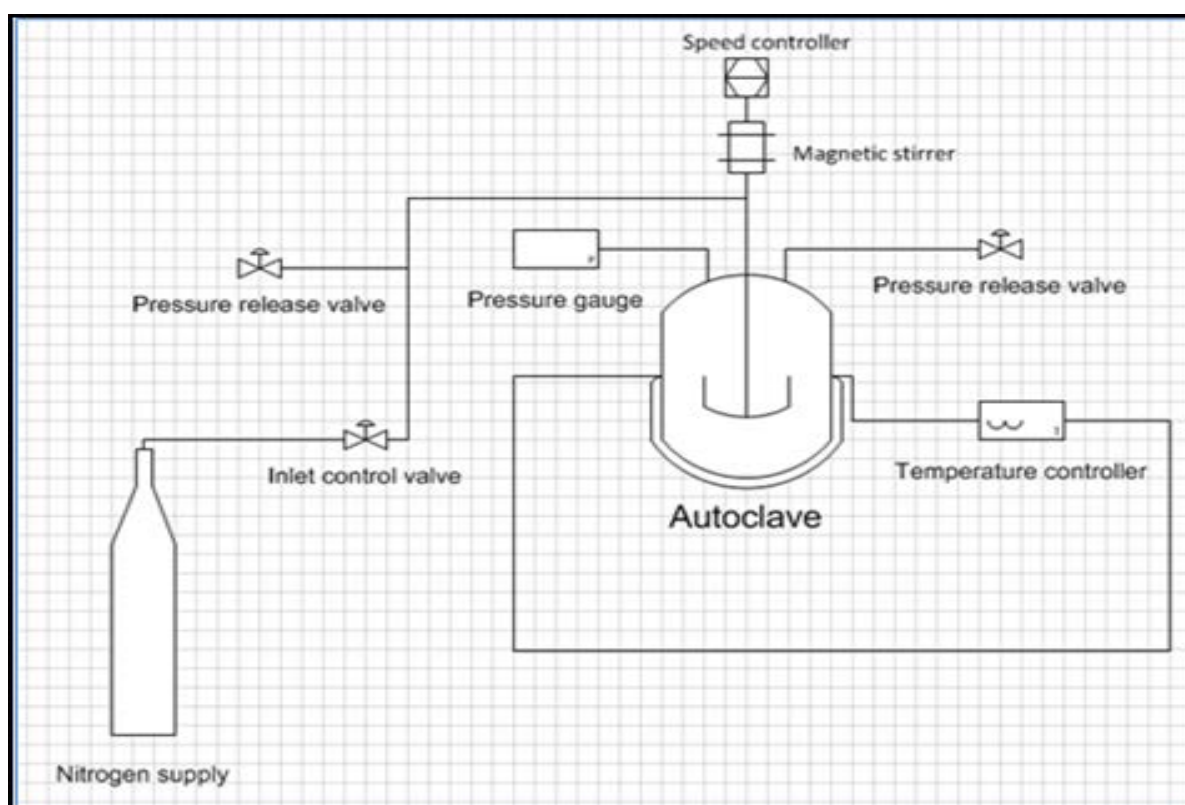 Speed controller
Magnetic stirrer
Pressure release valve
Pressure gauge
P
Pressure release valve
Inlet control valve
Temperature controller
Autoclave
Nitrogen supply